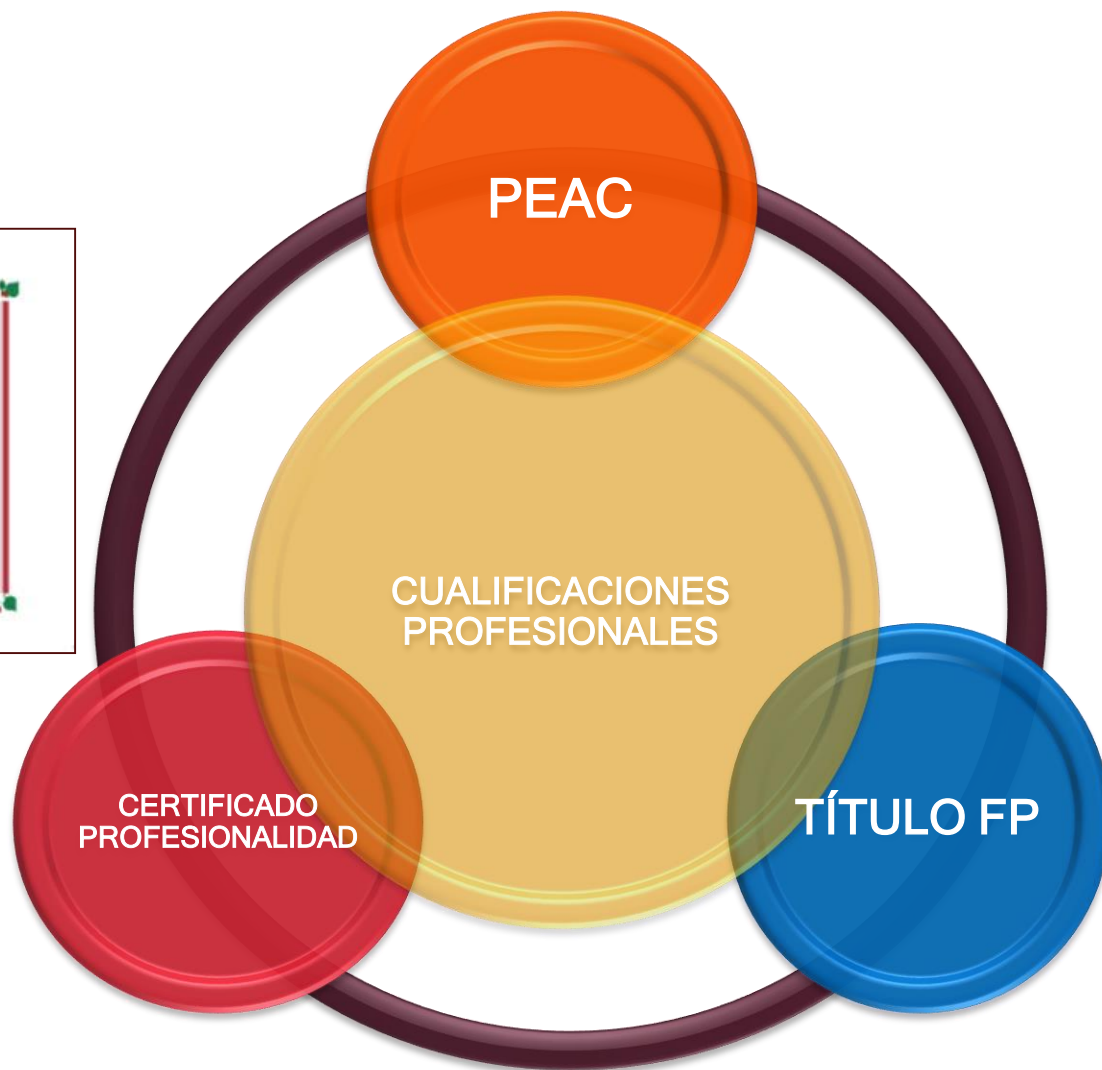 PEAC
CUALIFICACIONES
PROFESIONALES
CERTIFICADO
PROFESIONALIDAD
TÍTULO FP